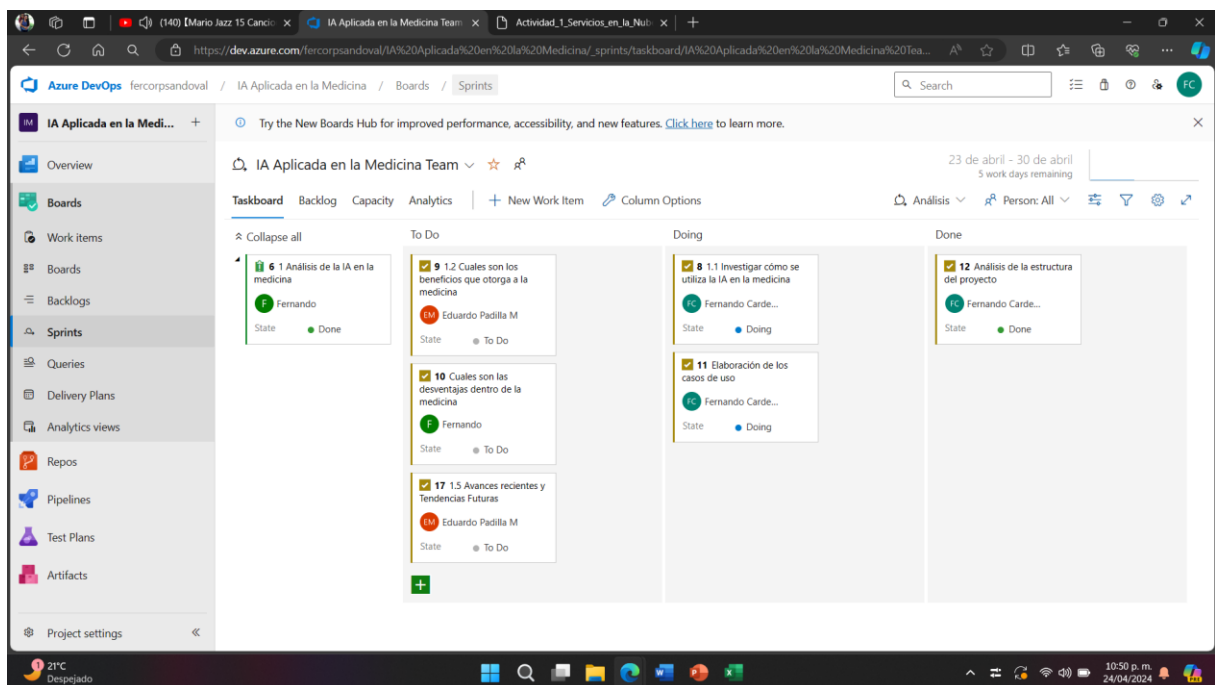 (140) [Mario Jazz 15 Cancio
IA Aplicada en la Medicina Team
Actividad_1_Servicios_en_la_Nub
https://dev.azure.com/fercorpsandoval/IA%20Aplicada%20en%20la%20Medicina/_sprints/taskboard/IA%20Aplicada%20en%20la%20Medicina%20Tea...
Azure DevOps fercorpsandoval / IA Aplicada en la Medicina / Boards / Sprints
Search
FC
IM IA Aplicada en la Medi...
Try the New Boards Hub for improved performance, accessibility, and new features. Click here to learn more.
Overview
Boards
Work items
Boards
Backlogs
Sprints
Queries
Delivery Plans
Analytics views
Repos
Pipelines
Test Plans
Artifacts
Project settings
IA Aplicada en la Medicina Team
23 de abril - 30 de abril
5 work days remaining
Taskboard Backlog Capacity Analytics + New Work Item Column Options
Análisis Person: All
Collapse all
6 1 Análisis de la IA en la
medicina
F Fernando
State Done
To Do
9 1.2 Cuales son los
beneficios que otorga a la
medicina
EM Eduardo Padilla M
State To Do
10 Cuales son las
desventajas dentro de la
medicina
F Fernando
State To Do
17 1.5 Avances recientes y
Tendencias Futuras
EM Eduardo Padilla M
State To Do
Doing
8 1.1 Investigar cómo se
utiliza la IA en la medicina
FC Fernando Carde...
State Doing
11 Elaboración de los
casos de uso
FC Fernando Carde...
State Doing
Done
12 Análisis de la estructura
del proyecto
FC Fernando Carde...
State Done
1
21°C
Despejado
10:50 p. m.
24/04/2024